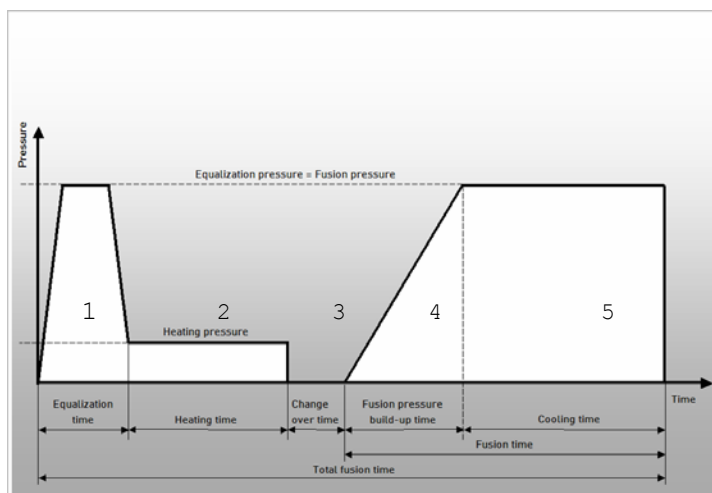 Pressure
Equalization pressure = Fusion pressure
1
2
3
4
5
Heating pressure
Time
Equalization
time
Heating time
Change
over time
Fusion pressure
build-up time
Cooling time
Fusion time
Total fusion time